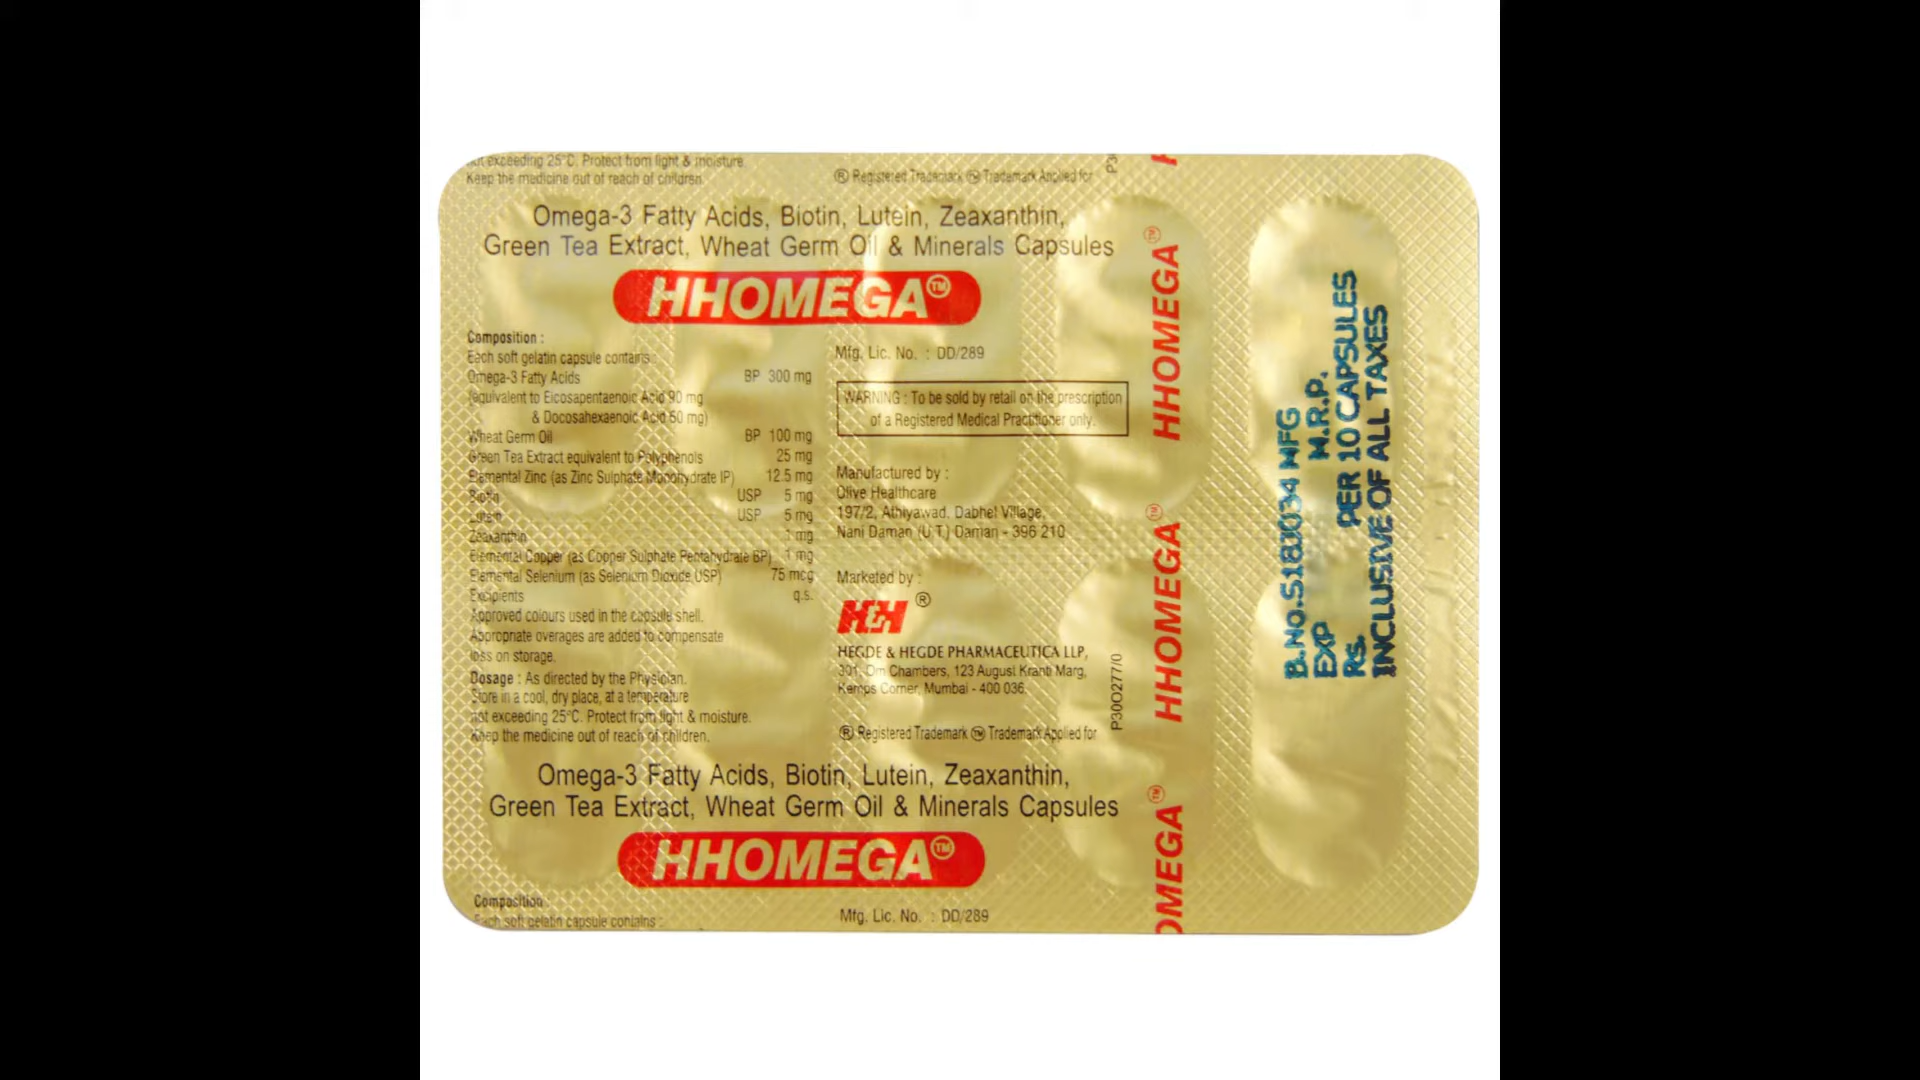 not exceeding 25°C. Protect from light & moisture.
Keep the medicine out of reach of children.
® Registered Trademark ™ Trademark Applied for
Omega-3 Fatty Acids, Biotin, Lutein, Zeaxanthin,
Green Tea Extract, Wheat Germ Oil & Minerals Capsules
HHOMEGA™
Composition :
Each soft gelatin capsule contains :
Omega-3 Fatty Acids BP 300 mg
(equivalent to Eicosapentaenoic Acid 90 mg
& Docosahexaenoic Acid 60 mg)
Wheat Germ Oil BP 100 mg
Green Tea Extract equivalent to Polyphenols 25 mg
Elemental Zinc (as Zinc Sulphate Monohydrate IP) 12.5 mg
Biotin USP 5 mg
Lutein USP 5 mg
Zeaxanthin 1 mg
Elemental Copper (as Copper Sulphate Pentahydrate BP) 1 mg
Elemental Selenium (as Selenium Dioxide USP) 75 mcg
Excipients q.s.
Approved colours used in the capsule shell.
Appropriate overages are added to compensate
loss on storage.
Dosage : As directed by the Physician.
Store in a cool, dry place, at a temperature
not exceeding 25°C. Protect from light & moisture.
Keep the medicine out of reach of children.
Mfg. Lic. No. : DD/289
WARNING : To be sold by retail on the prescription
of a Registered Medical Practitioner only.
Manufactured by :
Olive Healthcare
197/2, Athiyawad, Dabhel Village,
Nani Daman (U.T.) Daman - 396 210
Marketed by :
H&H ®
HEGDE & HEGDE PHARMACEUTICA LLP,
301, Om Chambers, 123 August Kranti Marg,
Kemps Corner, Mumbai - 400 036.
® Registered Trademark ™ Trademark Applied for
P30O277/0
Omega-3 Fatty Acids, Biotin, Lutein, Zeaxanthin,
Green Tea Extract, Wheat Germ Oil & Minerals Capsules
HHOMEGA™
Composition :
Each soft gelatin capsule contains :
Mfg. Lic. No. : DD/289
P3
HHOMEGA™
HHOMEGA™
OMEGA™
B.NO.S183034 MFG
EXP M.R.P.
RS. PER 10 CAPSULES
INCLUSIVE OF ALL TAXES